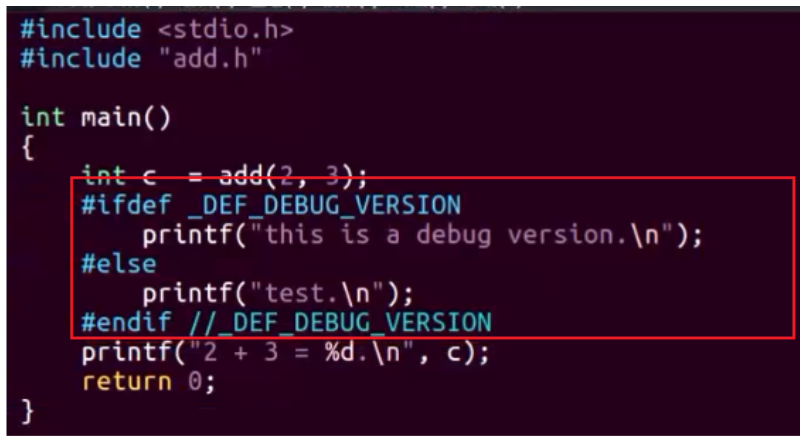 #include <stdio.h>
#include "add.h"
int main()
{
int c  = add(2, 3);
#ifdef _DEF_DEBUG_VERSION
printf("this is a debug version.\n");
#else
printf("test.\n");
#endif //_DEF_DEBUG_VERSION
printf("2 + 3 = %d.\n", c);
return 0;
}